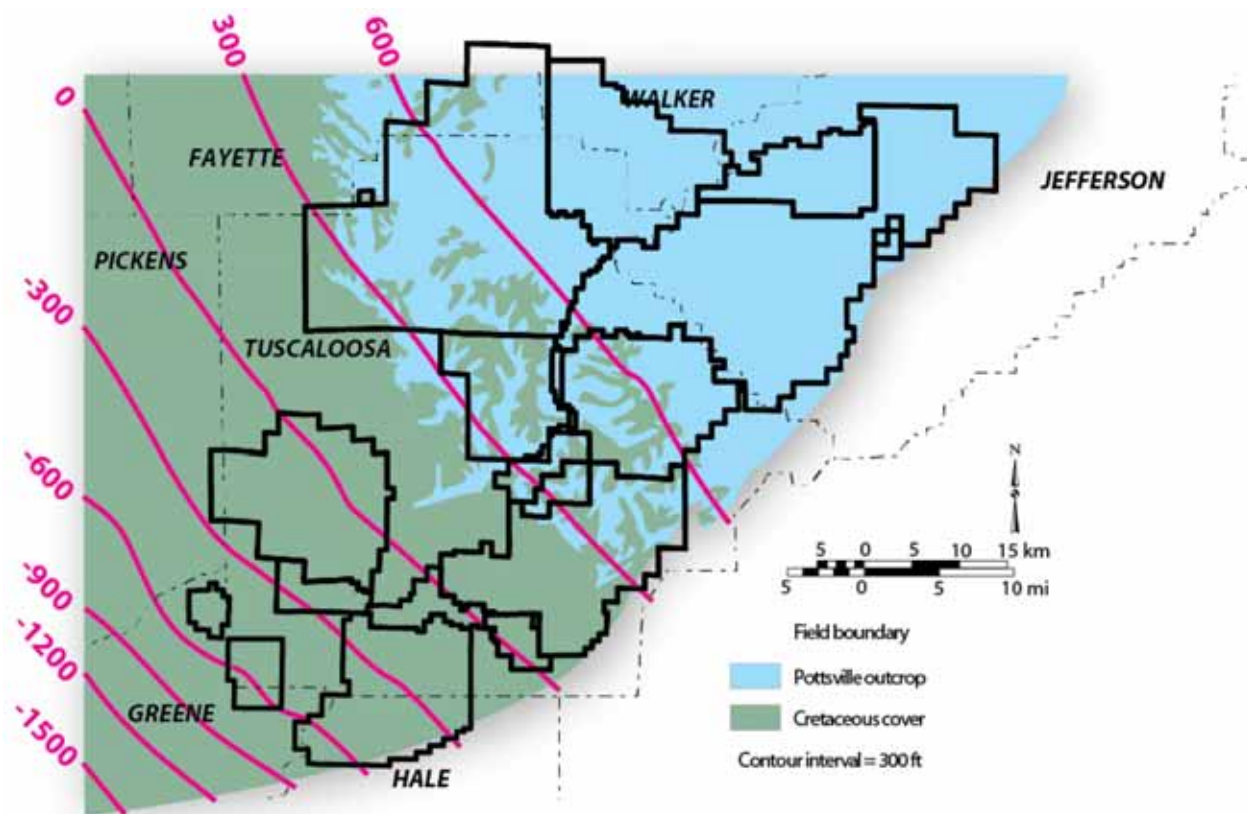 600
300
0
WALKER
FAYETTE
JEFFERSON
PICKENS
-300
TUSCALOOSA
N
-600
5 0 5 10 15 km
5 0 5 10 mi
-900
Field boundary
-1200
Pottsville outcrop
GREENE
Cretaceous cover
-1500
Contour interval = 300 ft
HALE